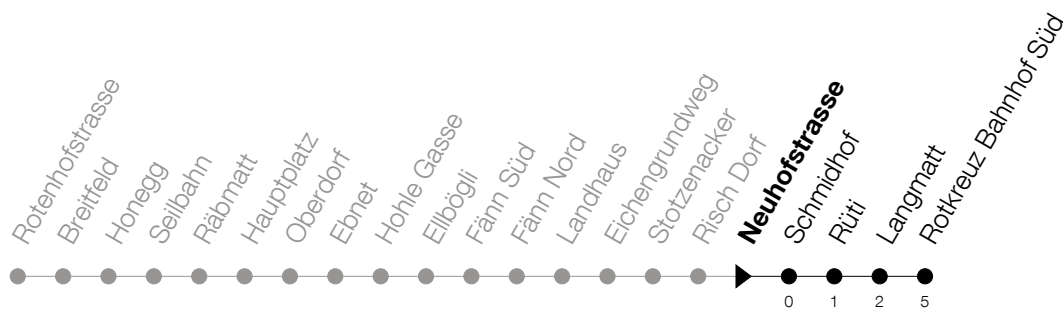 Rotenhofstrasse
Breitfeld
Honegg
Seilbahn
Räbmatt
Hauptplatz
Oberdorf
Ebnet
Hohle Gasse
Ellbögli
Fänn Süd
Fänn Nord
Landhaus
Eichengrundweg
Stotzenacker
Risch Dorf
Neuhofstrasse
Schmidhof
Rüti
Langmatt
Rotkreuz Bahnhof Süd
0 1 2 5